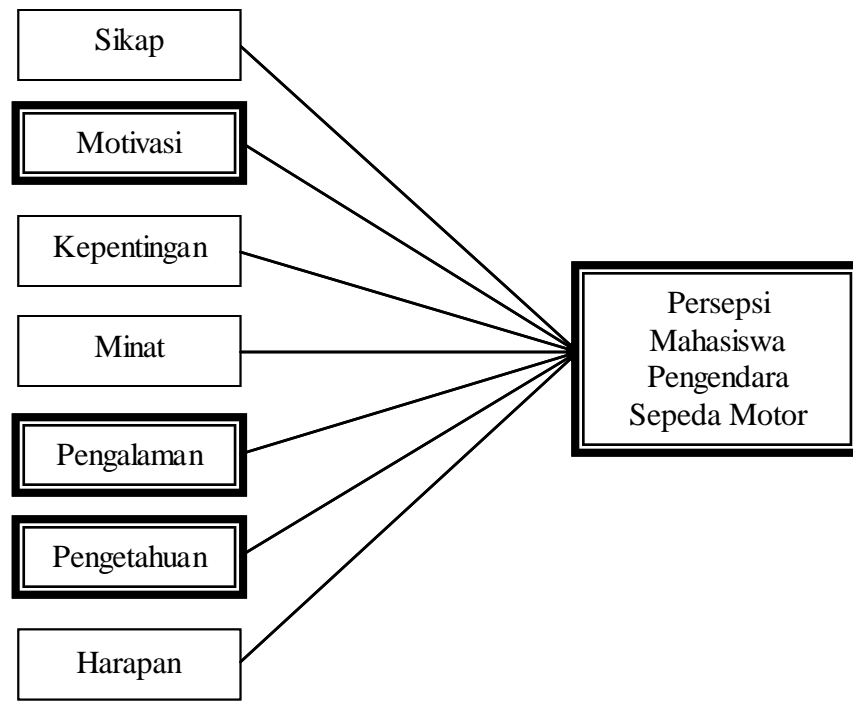 Sikap
Motivasi
Kepentingan
Minat
Pengalaman
Pengetahuan
Harapan
Persepsi
Mahasiswa
Pengendara
Sepeda Motor